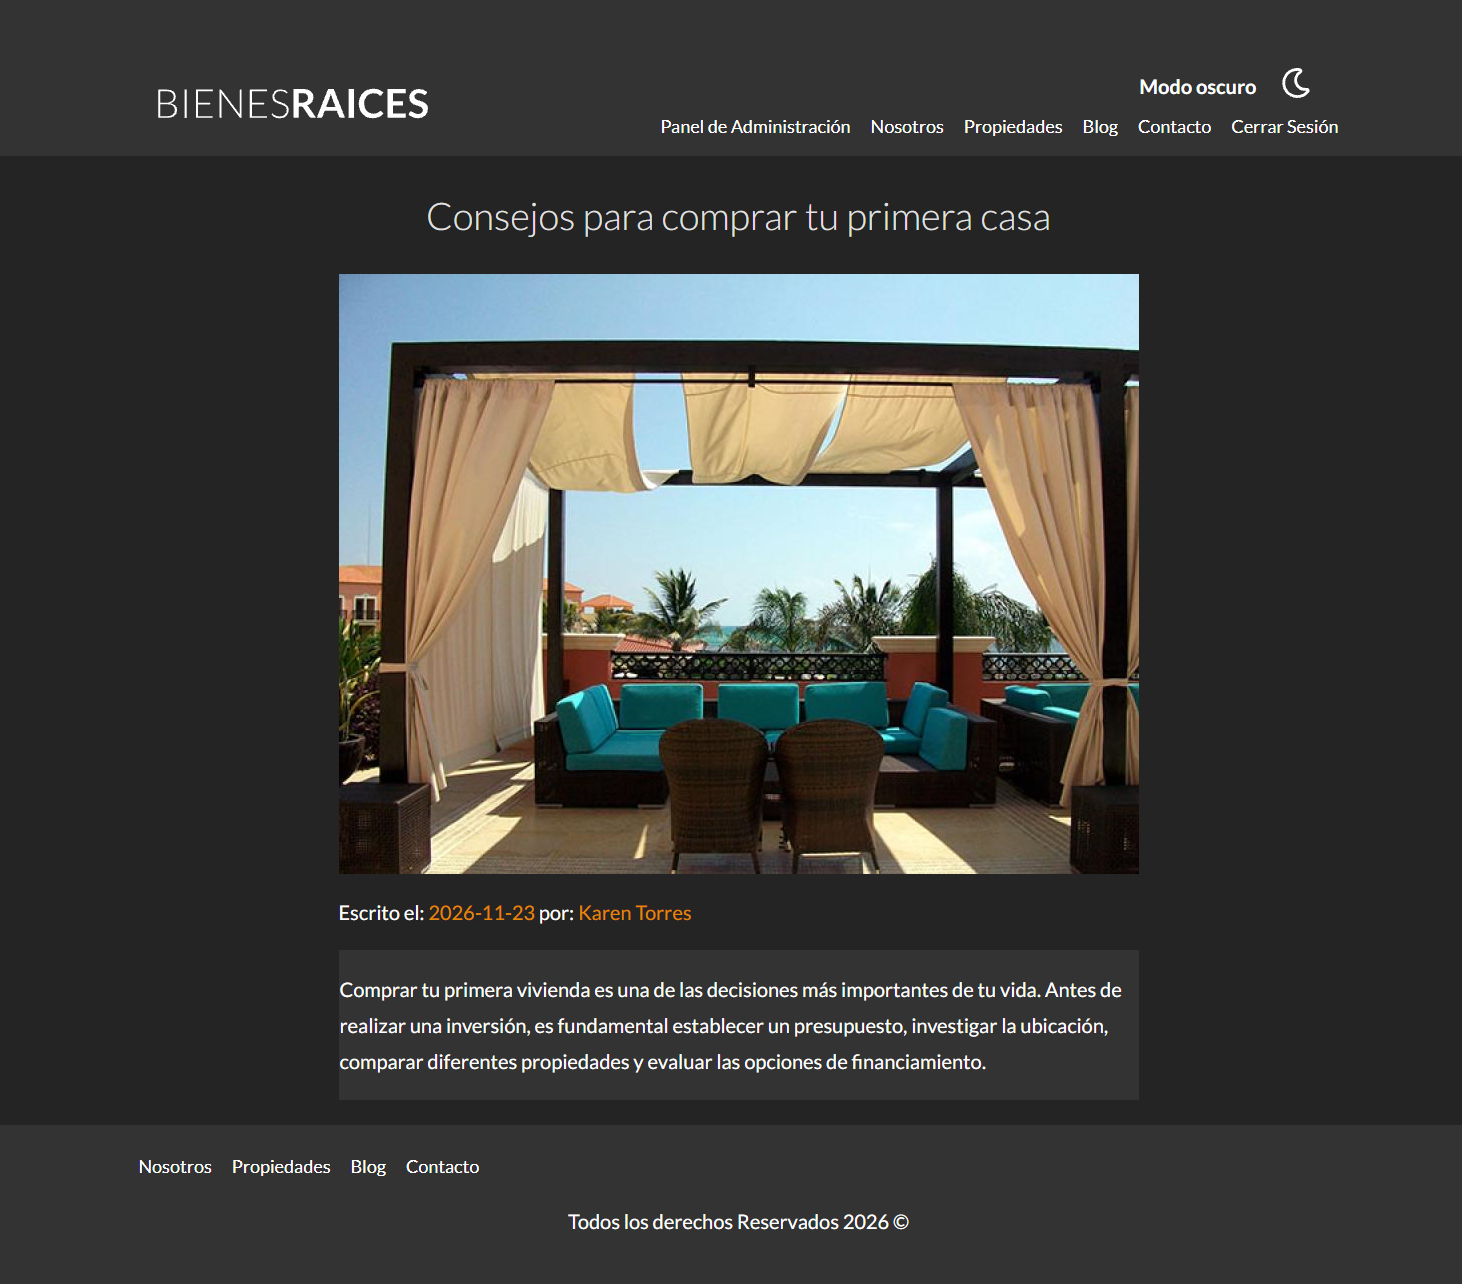 BIENESRAICES
Modo oscuro
Panel de Administración Nosotros Propiedades Blog Contacto Cerrar Sesión
Consejos para comprar tu primera casa
Escrito el: 2026-11-23 por: Karen Torres
Comprar tu primera vivienda es una de las decisiones más importantes de tu vida. Antes de
realizar una inversión, es fundamental establecer un presupuesto, investigar la ubicación,
comparar diferentes propiedades y evaluar las opciones de financiamiento.
Nosotros Propiedades Blog Contacto
Todos los derechos Reservados 2026 ©